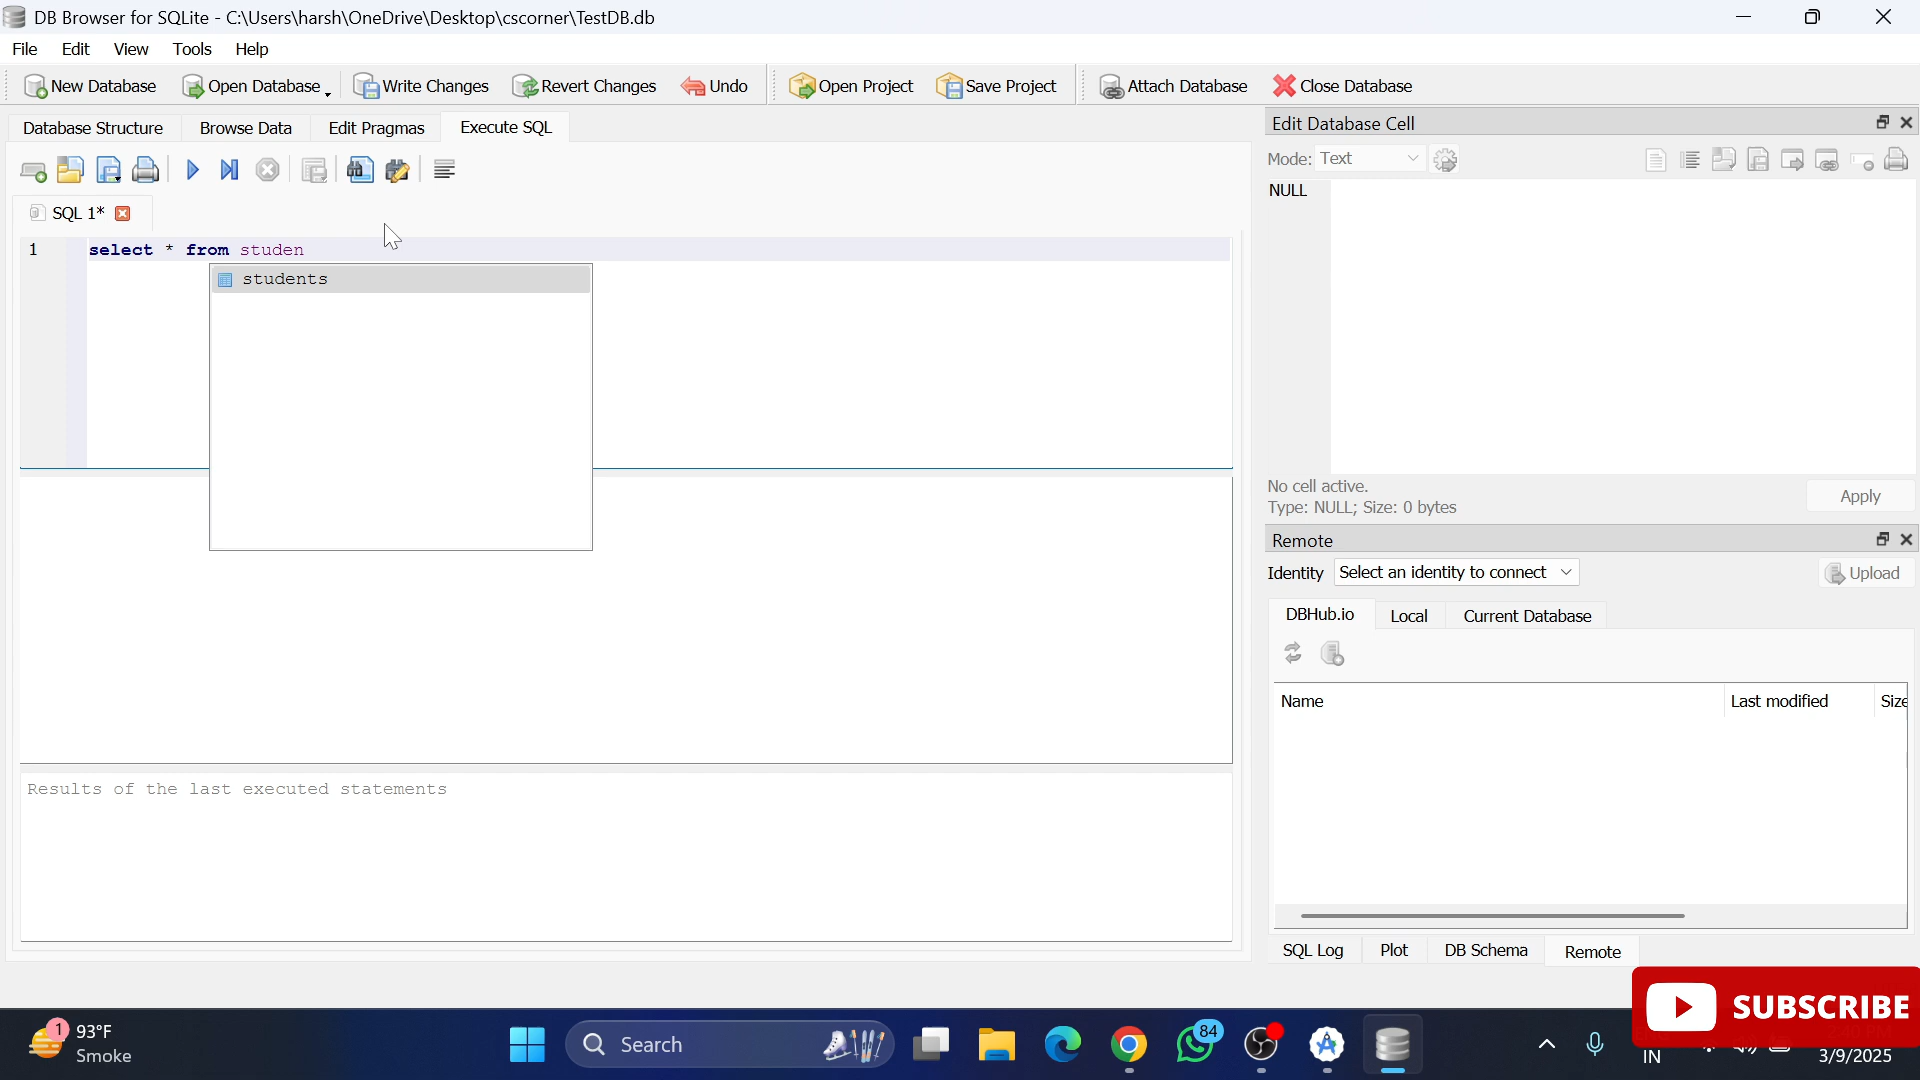 DB Browser for SQLite - C:\Users\harsh\OneDrive\Desktop\cscorner\TestDB.db
File Edit View Tools Help
New Database Open Database Write Changes Revert Changes Undo Open Project Save Project Attach Database Close Database
Database Structure Browse Data Edit Pragmas Execute SQL
SQL 1*
1 select * from studen
students
Results of the last executed statements
Edit Database Cell
Mode: Text
NULL
No cell active.
Type: NULL; Size: 0 bytes
Apply
Remote
Identity Select an identity to connect Upload
DBHub.io Local Current Database
Name Last modified Size
SQL Log Plot DB Schema Remote
SUBSCRIBE
1 93°F
Smoke
Search
84
IN
3/9/2025